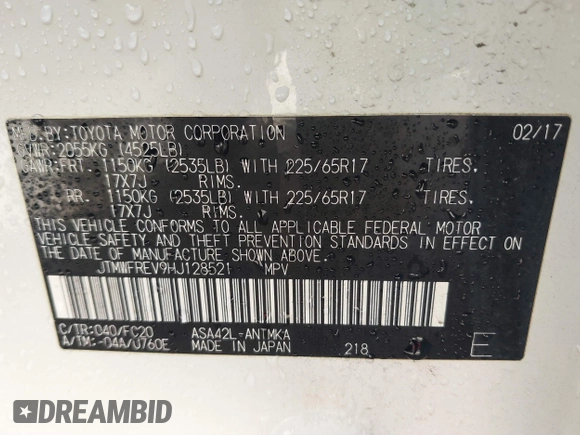 MFD.BY:TOYOTA MOTOR CORPORATION 02/17
GVWR:2055KG (4525LB)
GAWR:FRT. 1150KG (2535LB) WITH 225/65R17 TIRES.
17X7J RIMS.
RR. 1150KG (2535LB) WITH 225/65R17 TIRES.
17X7J RIMS.
THIS VEHICLE CONFORMS TO ALL APPLICABLE FEDERAL MOTOR
VEHICLE SAFETY AND THEFT PREVENTION STANDARDS IN EFFECT ON
THE DATE OF MANUFACTURE SHOWN ABOVE.
JTMWFREV9HJ128521 MPV
C/TR:040/FC20 ASA42L-ANTMKA
A/TM:-04A/U760E MADE IN JAPAN 218 E
DREAMBID